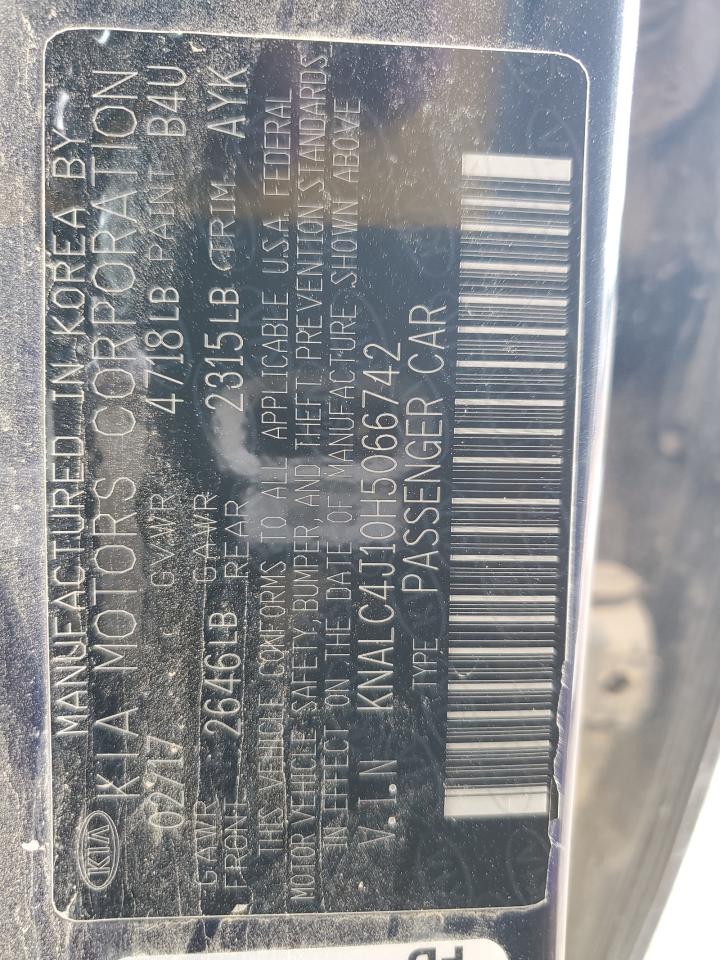 MANUFACTURED IN KOREA BY
KIA
KIA MOTORS CORPORATION
02/17 GVWR 4718LB PAINT B4U
GAWR FRONT 2646LB GAWR REAR 2315LB TRIM AYK
THIS VEHICLE CONFORMS TO ALL APPLICABLE U.S.A. FEDERAL
MOTOR VEHICLE SAFETY, BUMPER, AND THEFT PREVENTION STANDARDS
IN EFFECT ON THE DATE OF MANUFACTURE SHOWN ABOVE
V.I.N KNALC4J10H5066742
TYPE PASSENGER CAR